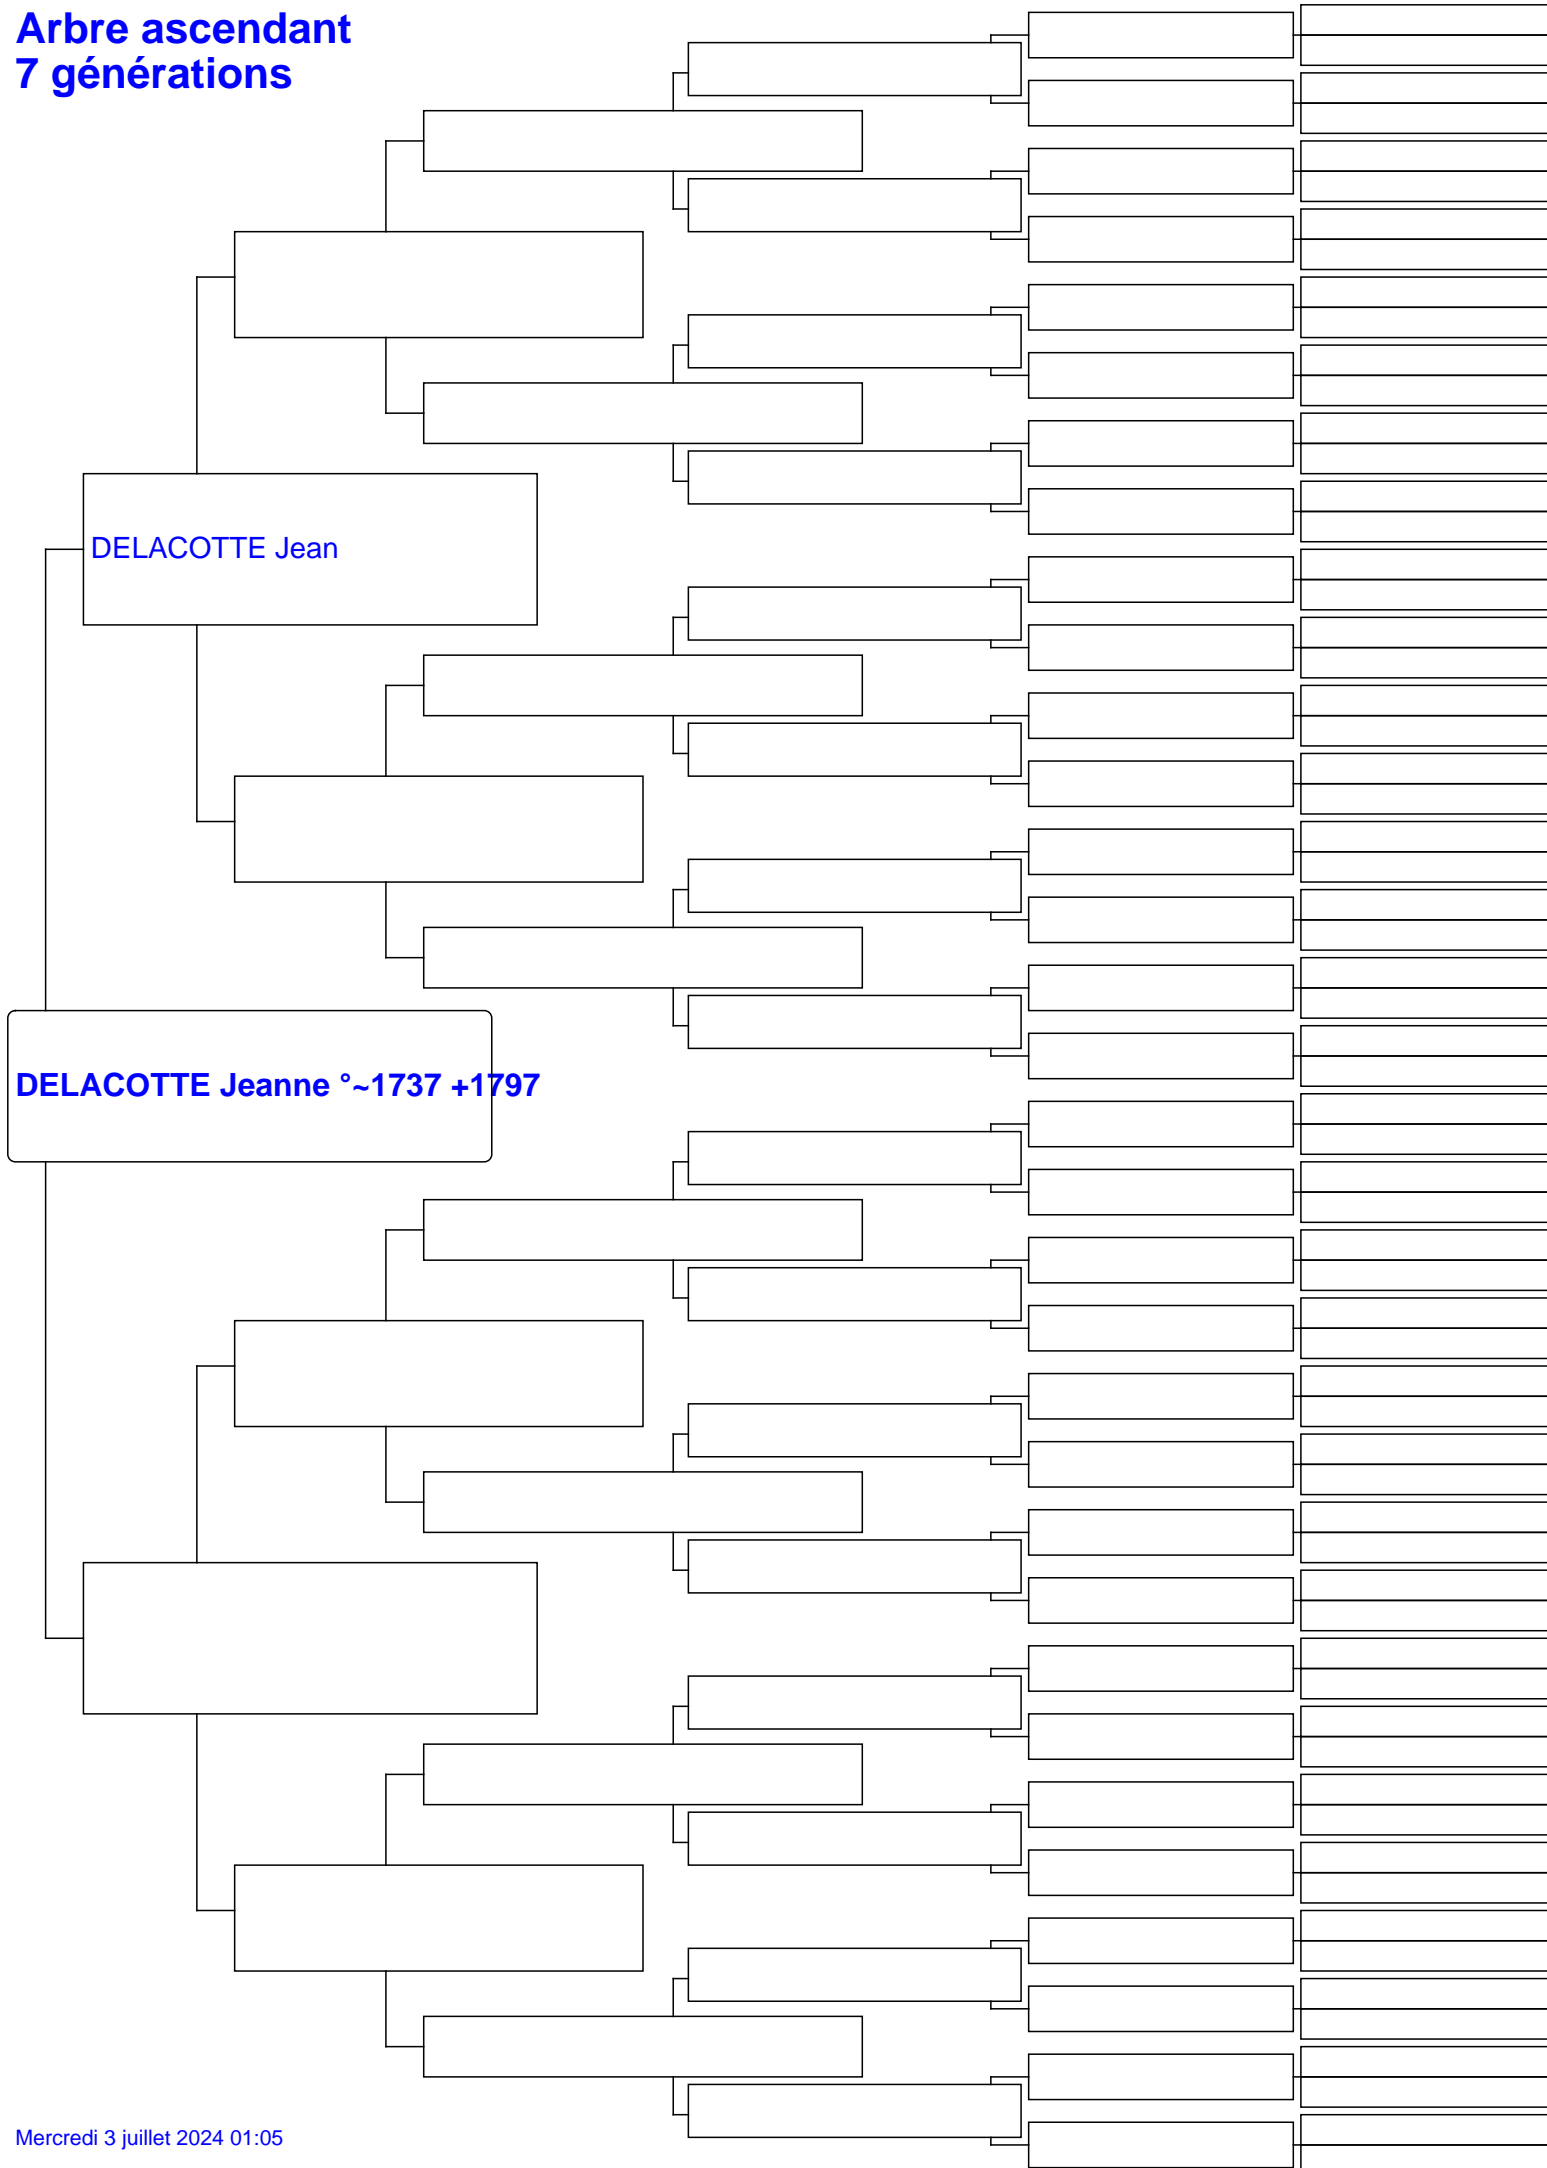 Arbre ascendant
7 générations
DELACOTTE Jean
DELACOTTE Jeanne °~1737 +1797
Mercredi 3 juillet 2024 01:05